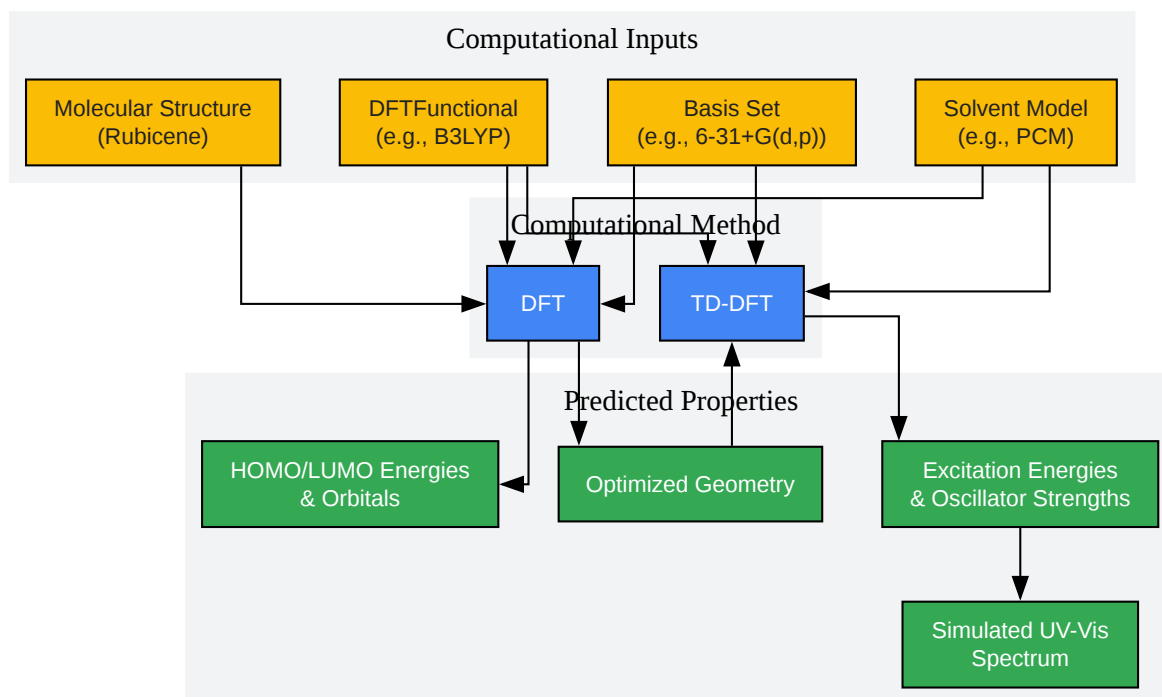 Computational Inputs
Molecular Structure
(Rubicene)
DFTFunctional
(e.g., B3LYP)
Basis Set
(e.g., 6-31+G(d,p))
Solvent Model
(e.g., PCM)
Computational Method
DFT
TD-DFT
Predicted Properties
HOMO/LUMO Energies
& Orbitals
Optimized Geometry
Excitation Energies
& Oscillator Strengths
Simulated UV-Vis
Spectrum